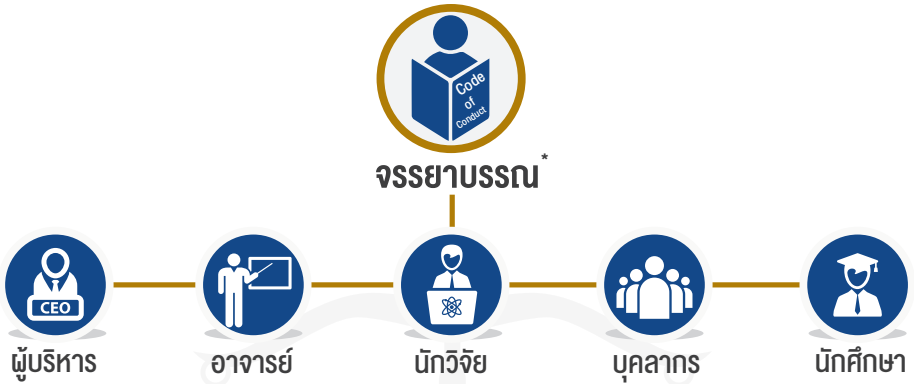 Code
of
Conduct
จรรยาบรรณ*
CEO
ผู้บริหาร อาจารย์ นักวิจัย บุคลากร นักศึกษา